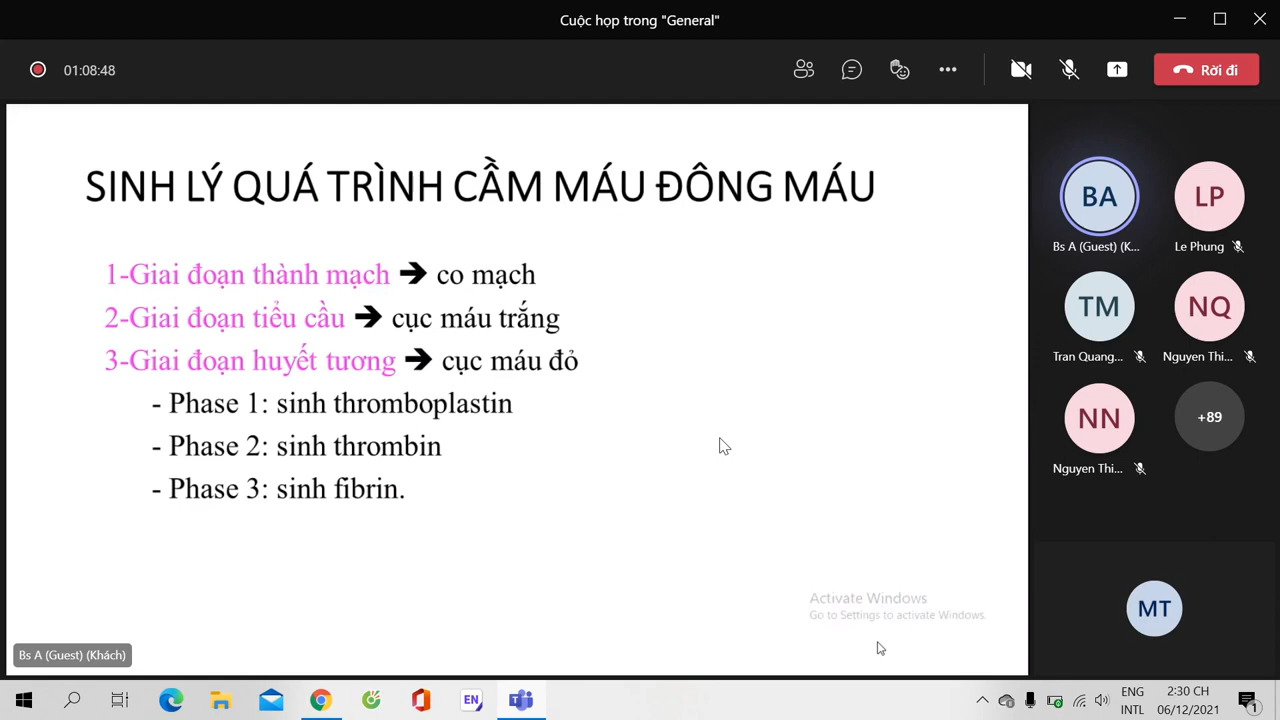 Cuộc họp trong "General"
01:08:48
Rời đi
SINH LÝ QUÁ TRÌNH CẦM MÁU ĐÔNG MÁU
1-Giai đoạn thành mạch ➔ co mạch
2-Giai đoạn tiểu cầu ➔ cục máu trắng
3-Giai đoạn huyết tương ➔ cục máu đỏ
- Phase 1: sinh thromboplastin
- Phase 2: sinh thrombin
- Phase 3: sinh fibrin.
Activate Windows
Go to Settings to activate Windows.
Bs A (Guest) (Khách)
BA
Bs A (Guest) (K...
LP
Le Phung
TM
Tran Quang...
NQ
Nguyen Thi...
NN
Nguyen Thi...
+89
MT
EN
ENG
INTL
2:30 CH
06/12/2021
1